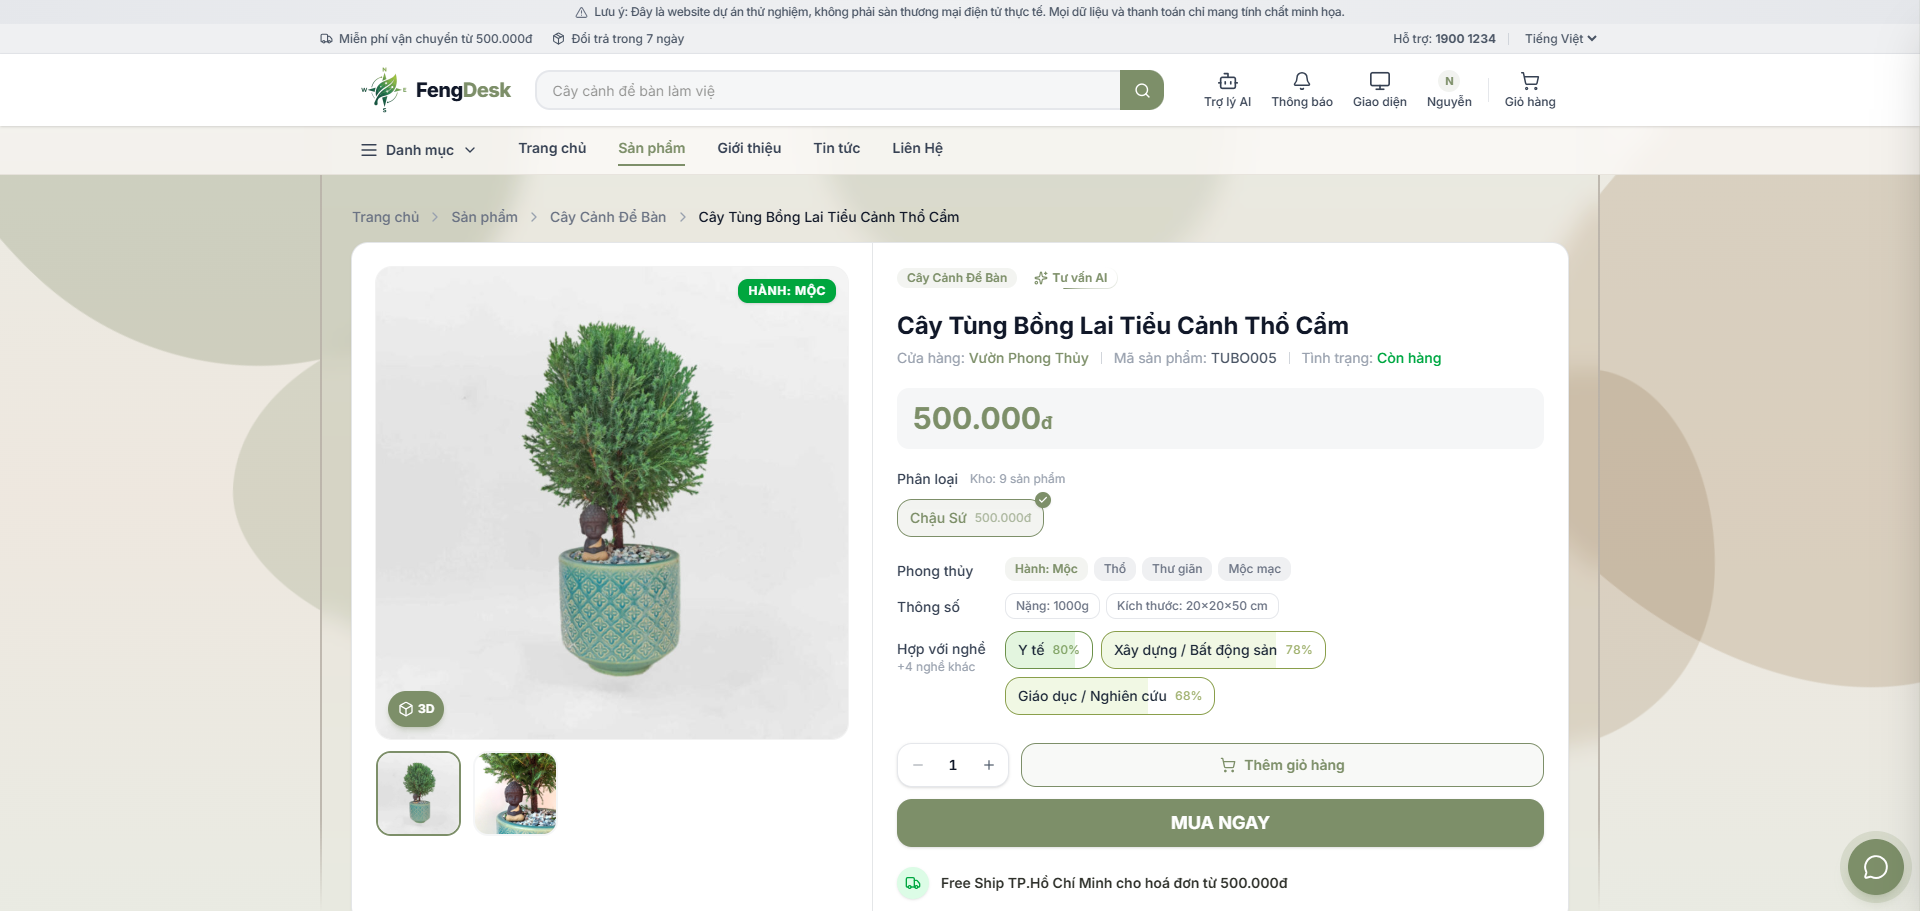 Lưu ý: Đây là website dự án thử nghiệm, không phải sàn thương mại điện tử thực tế. Mọi dữ liệu và thanh toán chỉ mang tính chất minh họa.
Miễn phí vận chuyển từ 500.000đ
Đổi trả trong 7 ngày
Hỗ trợ: 1900 1234
Tiếng Việt
N
W
E
S
FengDesk
Cây cảnh để bàn làm việ
Trợ lý AI
Thông báo
Giao diện
N
Nguyễn
Giỏ hàng
Danh mục
Trang chủ
Sản phẩm
Giới thiệu
Tin tức
Liên Hệ
Trang chủ > Sản phẩm > Cây Cảnh Để Bàn > Cây Tùng Bồng Lai Tiểu Cảnh Thổ Cẩm
HÀNH: MỘC
3D
Cây Cảnh Để Bàn
Tư vấn AI
Cây Tùng Bồng Lai Tiểu Cảnh Thổ Cẩm
Cửa hàng: Vườn Phong Thủy
Mã sản phẩm: TUBO005
Tình trạng: Còn hàng
500.000đ
Phân loại
Kho: 9 sản phẩm
Chậu Sứ 500.000đ
Phong thủy
Hành: Mộc
Thổ
Thư giãn
Mộc mạc
Thông số
Nặng: 1000g
Kích thước: 20×20×50 cm
Hợp với nghề
+4 nghề khác
Y tế 80%
Xây dựng / Bất động sản 78%
Giáo dục / Nghiên cứu 68%
− 1 +
Thêm giỏ hàng
MUA NGAY
Free Ship TP.Hồ Chí Minh cho hoá đơn từ 500.000đ